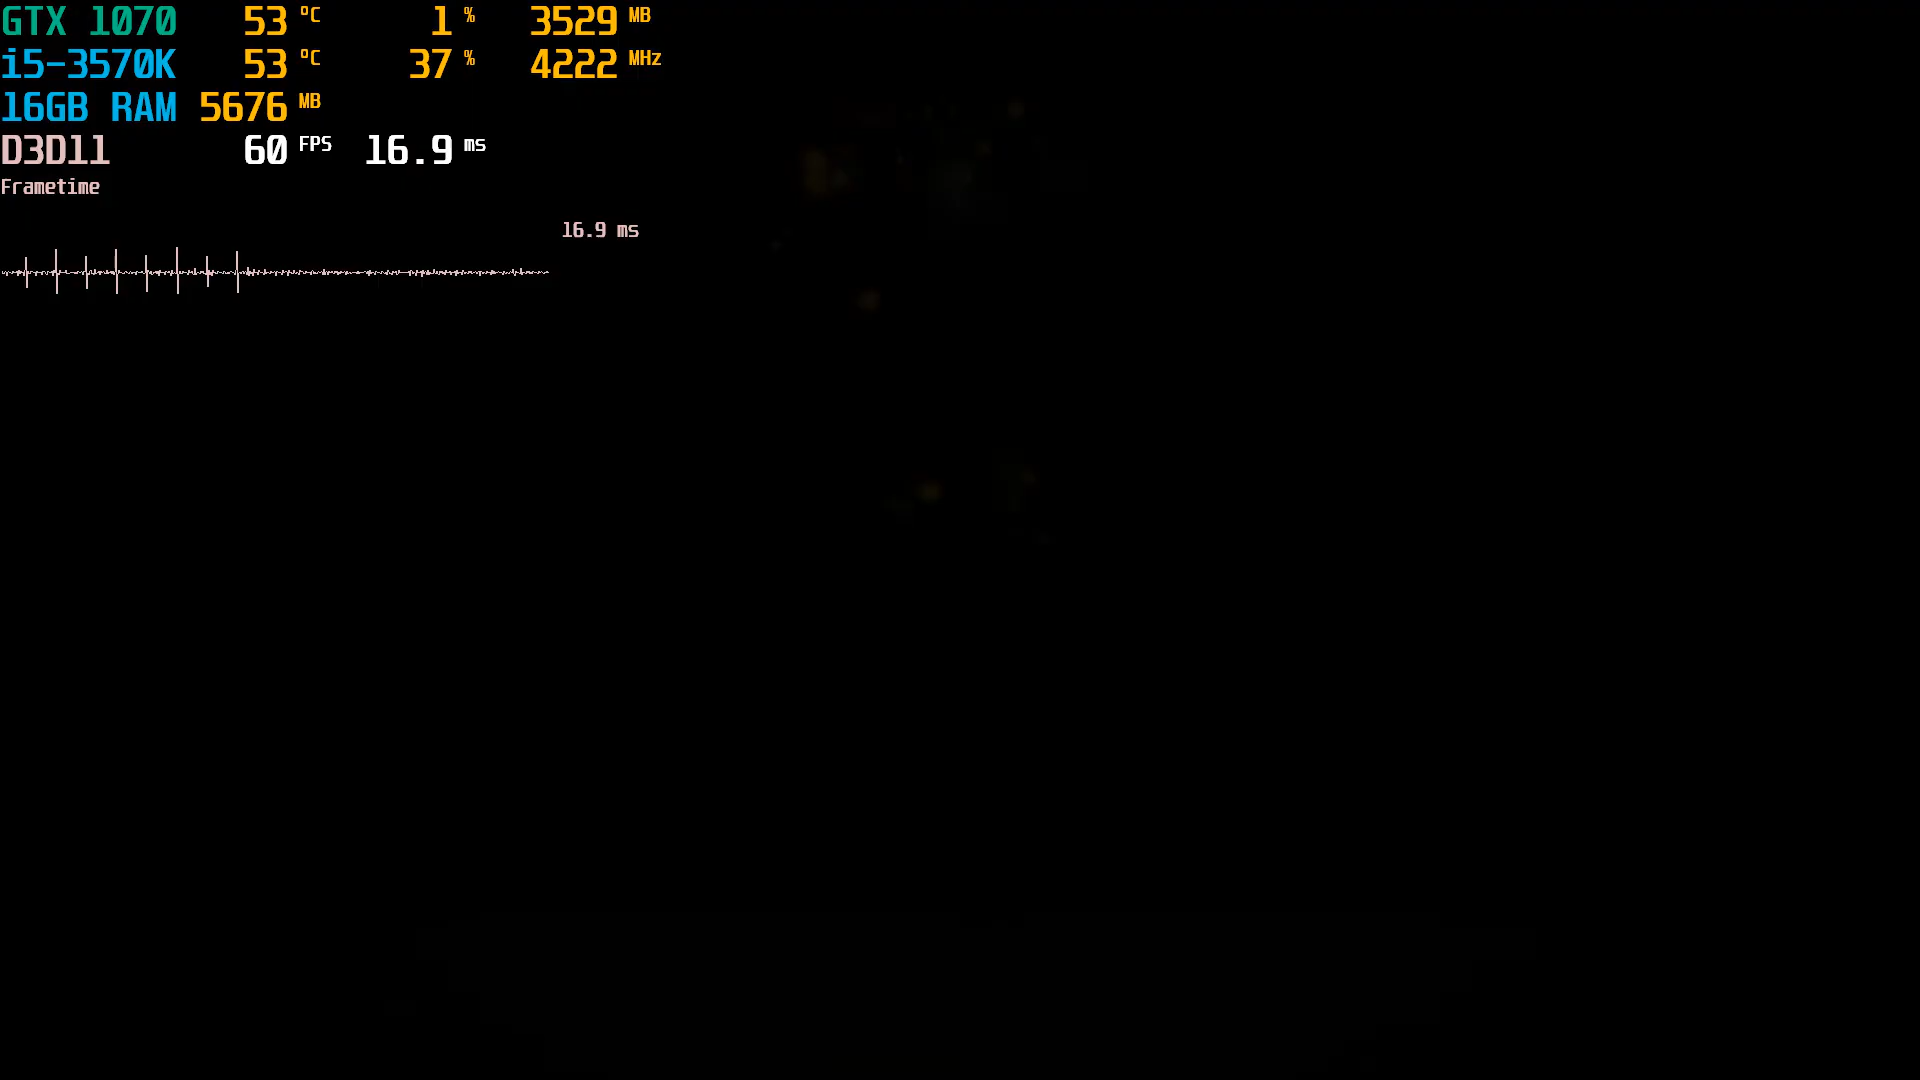 GTX 1070 53 °C 1 % 3529 MB
i5-3570K 53 °C 37 % 4222 MHz
16GB RAM 5676 MB
D3D11 60 FPS 16.9 ms
Frametime
16.9 ms